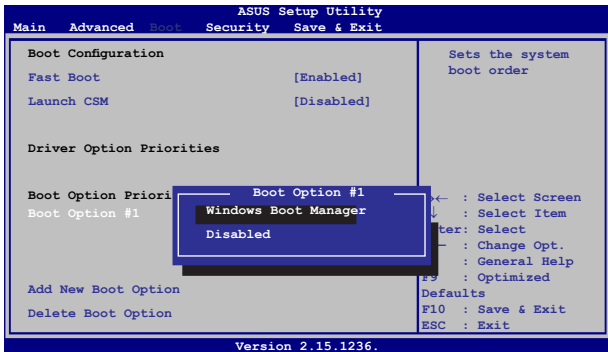 ASUS Setup Utility
Main Advanced Boot Security Save & Exit
Boot Configuration
Fast Boot [Enabled]
Launch CSM [Disabled]
Driver Option Priorities
Boot Option Priori
Boot Option #1
Add New Boot Option
Delete Boot Option
Boot Option #1
Windows Boot Manager
Disabled
Sets the system
boot order
→← : Select Screen
: Select Item
ter: Select
: Change Opt.
: General Help
F9 : Optimized
Defaults
F10 : Save & Exit
ESC : Exit
Version 2.15.1236.